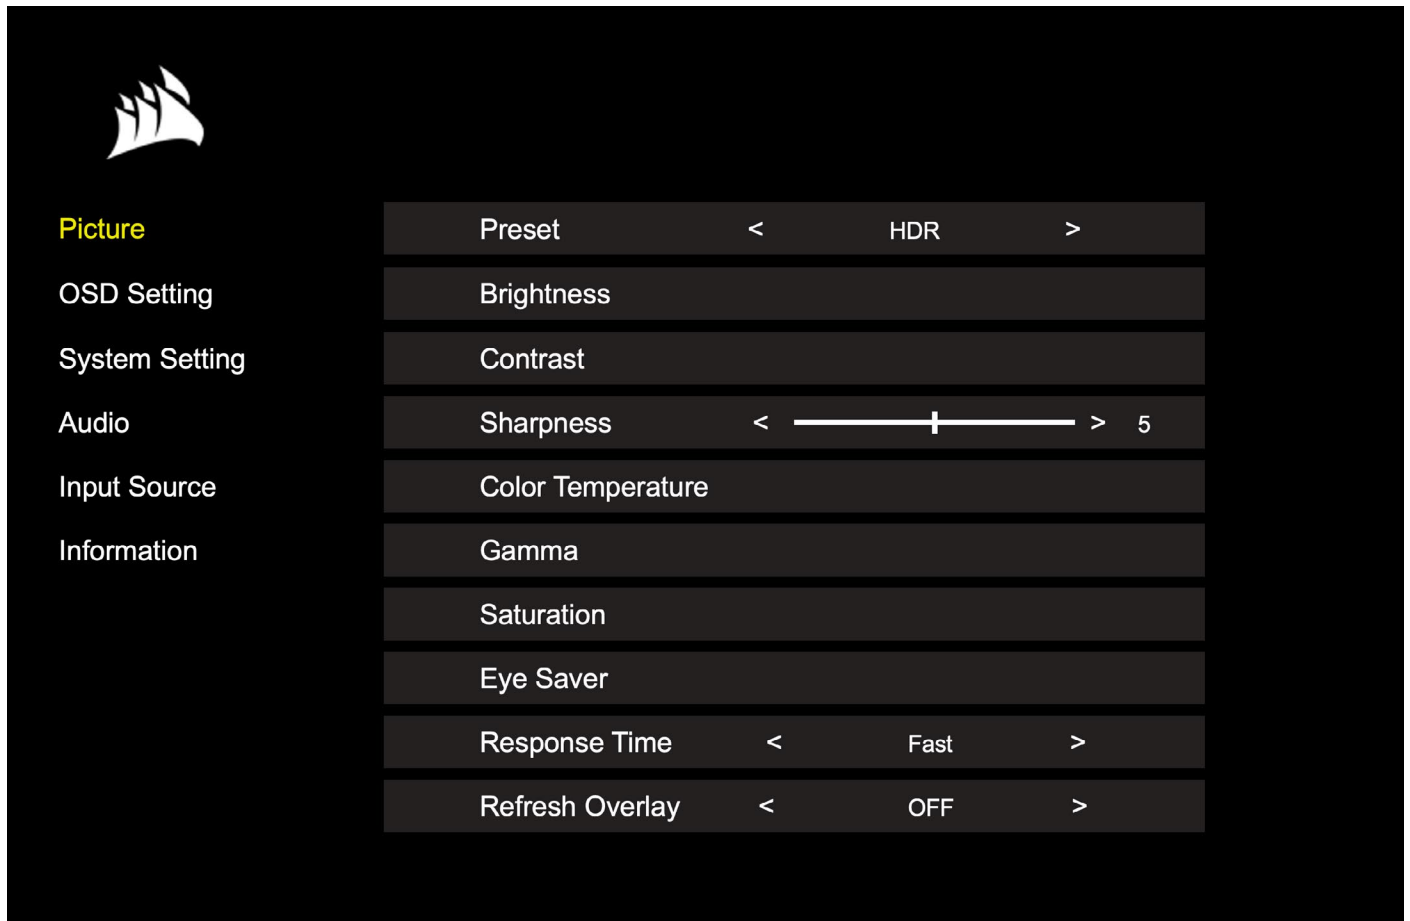 Picture
OSD Setting
System Setting
Audio
Input Source
Information
Preset < HDR >
Brightness
Contrast
Sharpness < > 5
Color Temperature
Gamma
Saturation
Eye Saver
Response Time < Fast >
Refresh Overlay < OFF >